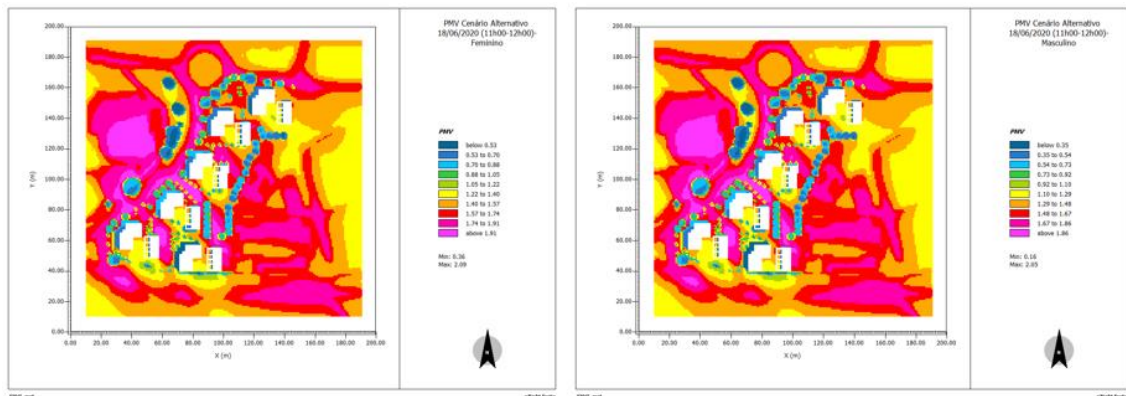 PMV Cenário Alternativo
18/06/2020 (11h00-12h00)-
Feminino
PMV
below 0.53
0.53 to 0.70
0.70 to 0.88
0.88 to 1.05
1.05 to 1.22
1.22 to 1.40
1.40 to 1.57
1.57 to 1.74
1.74 to 1.91
above 1.91
Min: 0.36
Max: 2.09
N
200.00
180.00
160.00
140.00
120.00
100.00
80.00
60.00
40.00
20.00
0.00
Y (m)
0.00 20.00 40.00 60.00 80.00 100.00 120.00 140.00 160.00 180.00 200.00
X (m)
PMV Cenário Alternativo
18/06/2020 (11h00-12h00)-
Masculino
PMV
below 0.35
0.35 to 0.54
0.54 to 0.73
0.73 to 0.92
0.92 to 1.10
1.10 to 1.29
1.29 to 1.48
1.48 to 1.67
1.67 to 1.86
above 1.86
Min: 0.16
Max: 2.05
N
200.00
180.00
160.00
140.00
120.00
100.00
80.00
60.00
40.00
20.00
0.00
Y (m)
0.00 20.00 40.00 60.00 80.00 100.00 120.00 140.00 160.00 180.00 200.00
X (m)